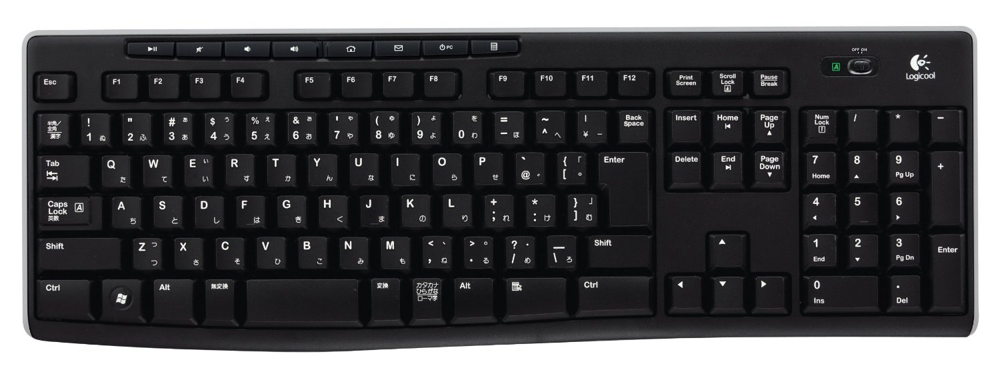 PC
OFF ON
A
Logicool
Esc F1 F2 F3 F4 F5 F6 F7 F8 F9 F10 F11 F12 Print Screen Scroll Lock Pause Break
半角/全角 漢字 ! 1 ぬ " 2 ふ # ぁ 3 あ $ ぅ 4 う % ぇ 5 え & ぉ 6 お ' ゃ 7 や ( ゅ 8 ゆ ) ょ 9 よ を 0 わ = - ほ ~ ^ へ | ¥ ー Back Space Insert Home Page Up Num Lock 1 / * -
Tab Q た W て E ぃ い R す T か Y ん U な I に O ら P せ ` @ ゛ { 「 [ ゜ Enter Delete End Page Down 7 Home 8 9 Pg Up +
Caps Lock A 英数 A ち S と D し F は G き H く J ま K の L り + ; れ * : け } 」 ] む 4 5 6
Shift Z っ つ X さ C そ V ひ B こ N み M も < 、 , ね > 。 . る ? ・ / め _ \ ろ Shift 1 End 2 3 Pg Dn Enter
Ctrl Alt 無変換 変換 カタカナ ひらがな ローマ字 Alt Ctrl 0 Ins . Del